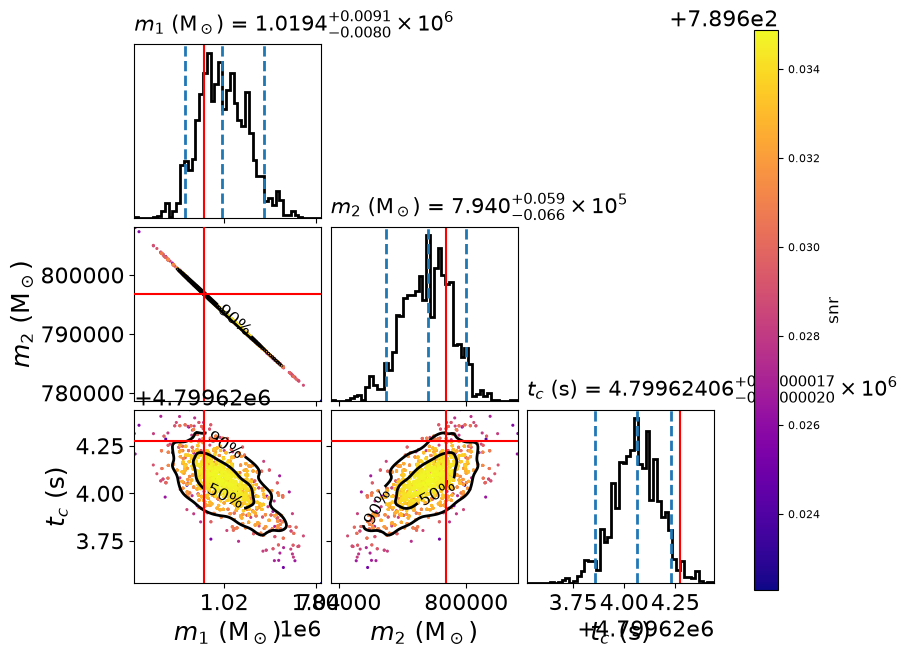 m₁ (M⊙) = 1.0194^{+0.0091}_{−0.0080} × 10⁶
+7.896e2
0.034
0.032
0.030
0.028
0.026
0.024
snr
m₂ (M⊙) = 7.940^{+0.059}_{−0.066} × 10⁵
800000
790000
780000
m₂ (M⊙)
90%
t_c (s) = 4.79962406 × 10⁶
+4.79962e6
4.25
4.00
3.75
t_c (s)
90%
50%
90%
50%
1.02
1.04
1e6
m₁ (M⊙)
800000
m₂ (M⊙)
3.75 4.00 4.25
+4.79962e6
t_c (s)